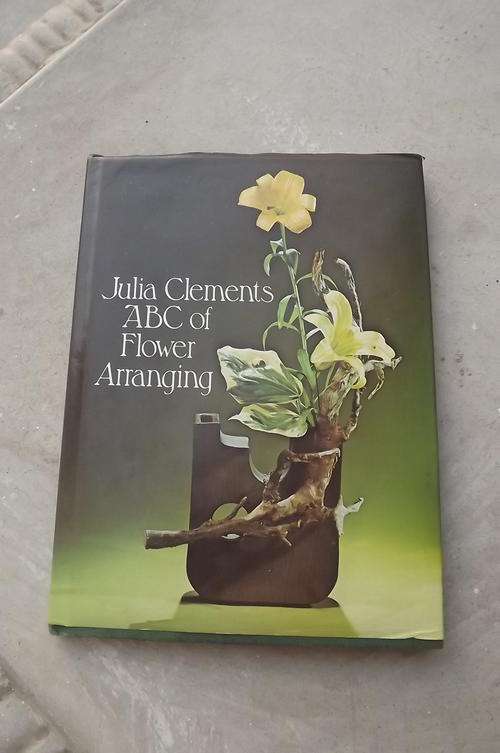 Julia Clements
ABC of
Flower
Arranging